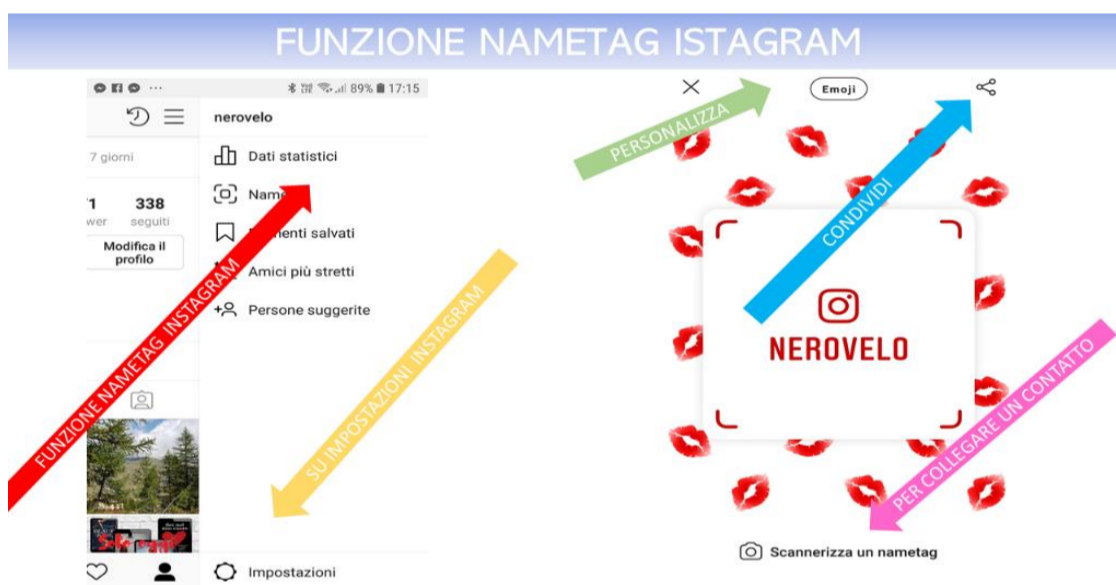 FUNZIONE NAMETAG ISTAGRAM
89% 17:15
nerovelo
7 giorni
Dati statistici
Name
338
seguiti
Modifica il
profilo
salvati
Amici più stretti
Persone suggerite
Impostazioni
FUNZIONE NAMETAG INSTAGRAM
SU IMPOSTAZIONI INSTAGRAM
Emoji
PERSONALIZZA
CONDIVIDI
NEROVELO
PER COLLEGARE UN CONTATTO
Scannerizza un nametag